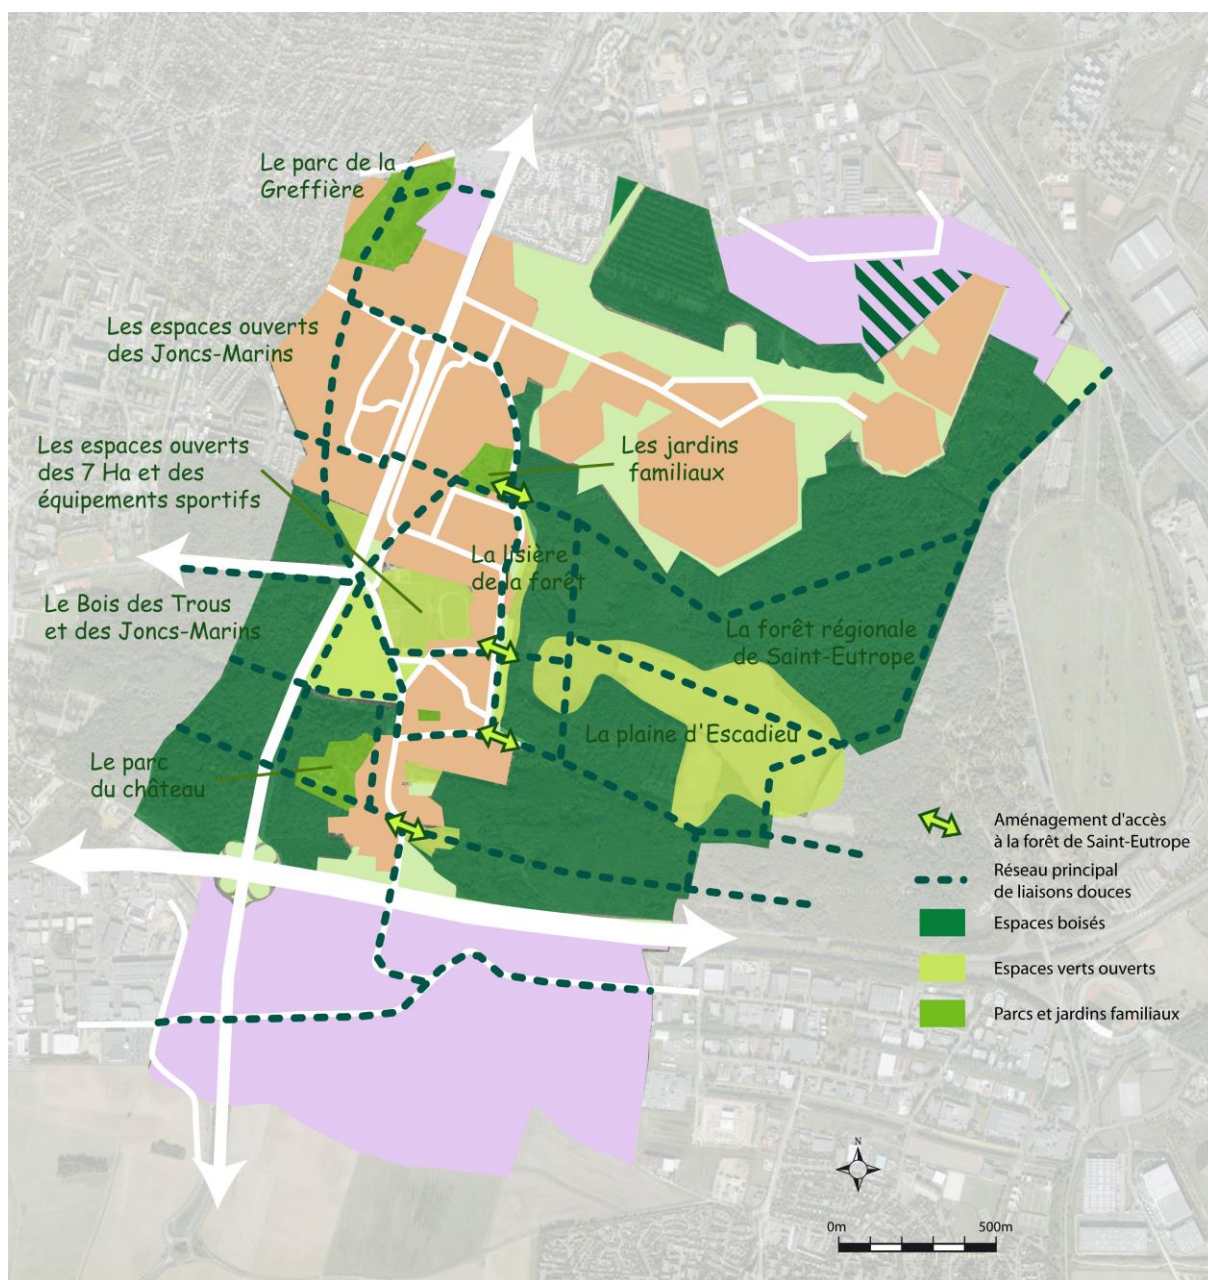 Le parc de la
Greffière
Les espaces ouverts
des Joncs-Marins
Les espaces ouverts
des 7 Ha et des
équipements sportifs
Les jardins
familiaux
La lisière
de la forêt
Le Bois des Trous
et des Joncs-Marins
La forêt régionale
de Saint-Eutrope
La plaine d'Escadieu
Le parc
du château
Aménagement d'accès
à la forêt de Saint-Eutrope
Réseau principal
de liaisons douces
Espaces boisés
Espaces verts ouverts
Parcs et jardins familiaux
N
0m 500m